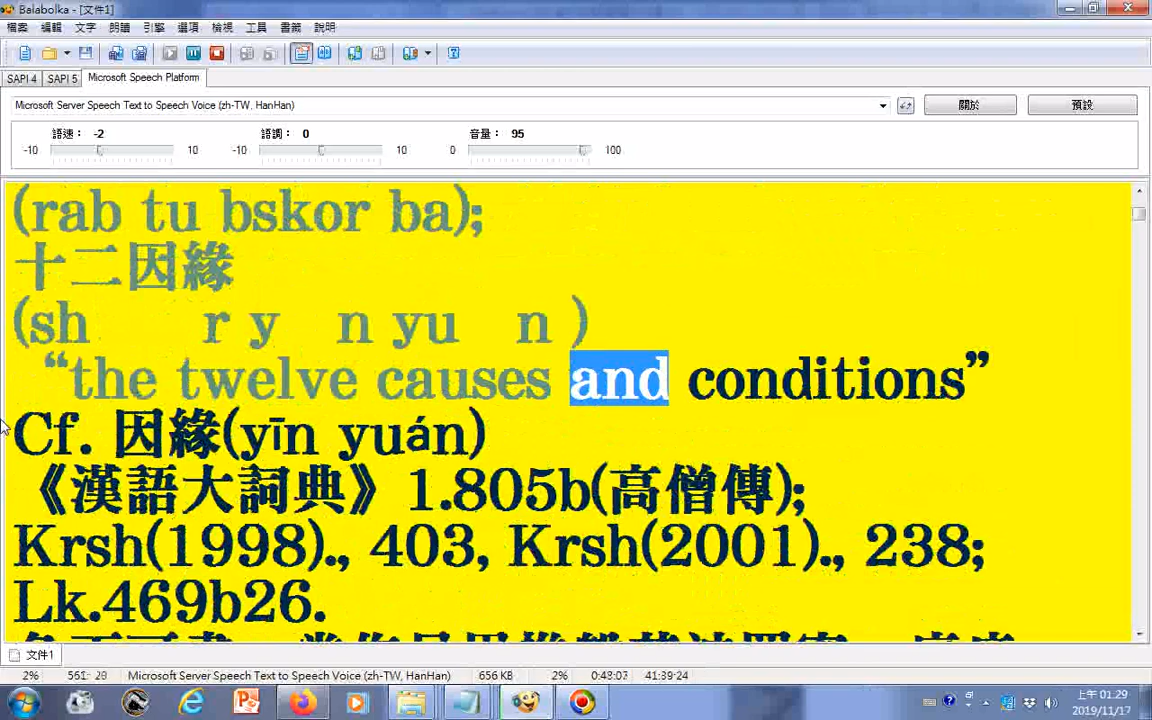 Balabolka - [文件1]
檔案 編輯 文字 朗讀 引擎 選項 檢視 工具 書籤 說明
SAPI 4 SAPI 5 Microsoft Speech Platform
Microsoft Server Speech Text to Speech Voice (zh-TW, HanHan) 關於 預設
語速： -2 語調： 0 音量： 95
-10 10 -10 10 0 100
(rab tu bskor ba);
十二因緣
(sh r y n yu n )
“the twelve causes and conditions”
Cf. 因緣(yīn yuán)
《漢語大詞典》1.805b(高僧傳);
Krsh(1998)., 403, Krsh(2001)., 238;
Lk.469b26.
文件1
2% 561: 20 Microsoft Server Speech Text to Speech Voice (zh-TW, HanHan) 656 KB 2% 0:48:03 41:39:24
上午 01:29
2019/11/17